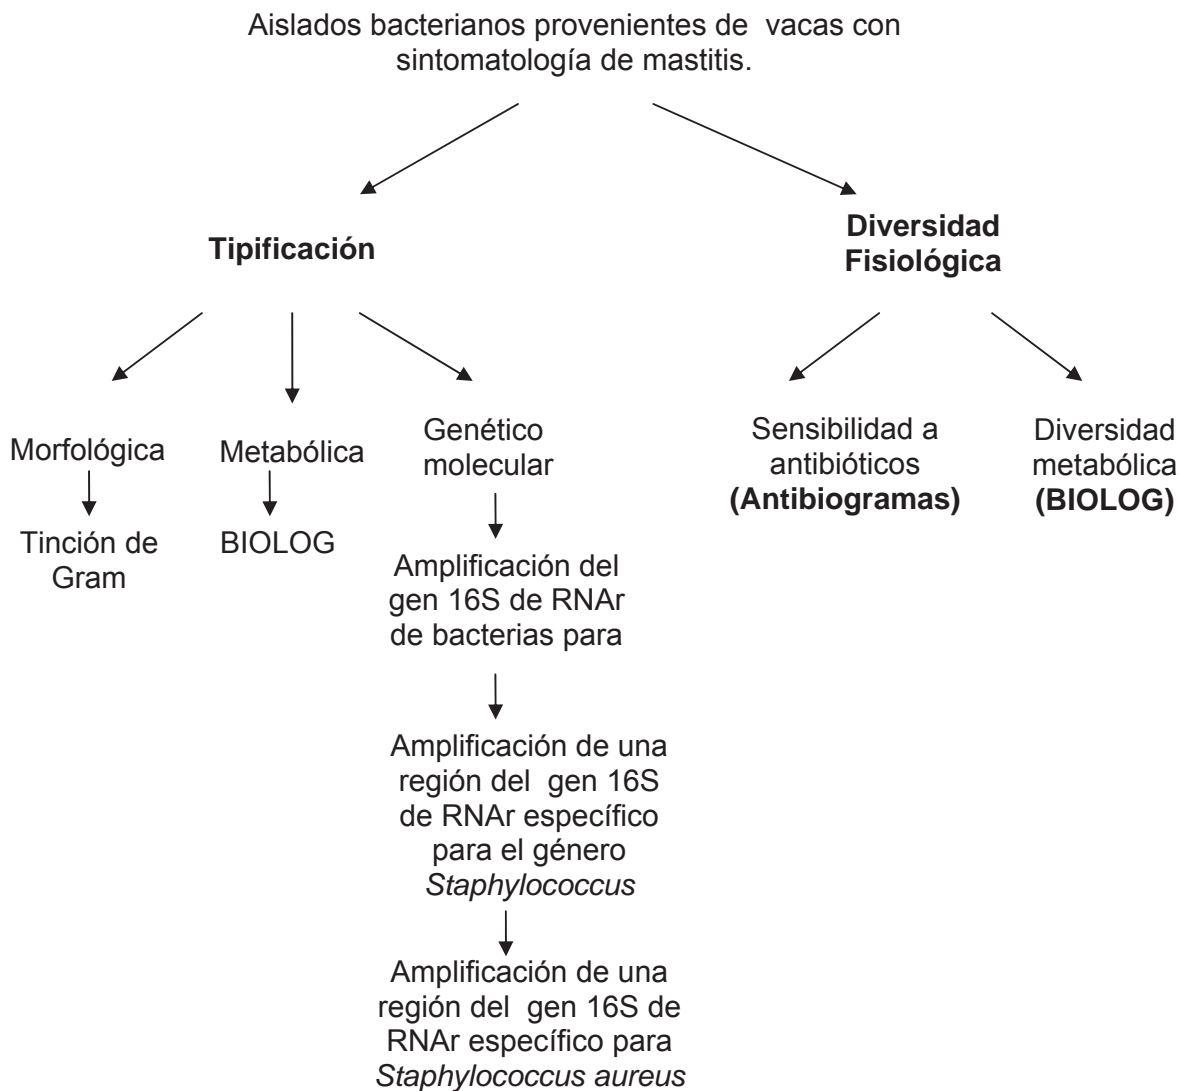 Aislados bacterianos provenientes de  vacas con
sintomatología de mastitis.
Tipificación
Diversidad
Fisiológica
Morfológica
Tinción de
Gram
Metabólica
BIOLOG
Genético
molecular
Amplificación del
gen 16S de RNAr
de bacterias para
Amplificación de una
región del  gen 16S
de RNAr específico
para el género
Staphylococcus
Amplificación de una
región del  gen 16S de
RNAr específico para
Staphylococcus aureus
Sensibilidad a
antibióticos
(Antibiogramas)
Diversidad
metabólica
(BIOLOG)